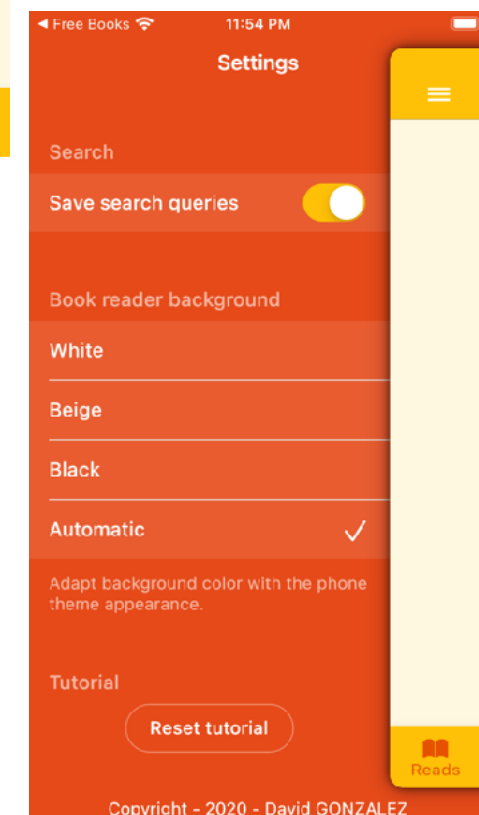 Free Books 11:54 PM
Settings
Search
Save search queries
Book reader background
White
Beige
Black
Automatic
Adapt background color with the phone
theme appearance.
Tutorial
Reset tutorial
Reads
Copyright - 2020 - David GONZALEZ